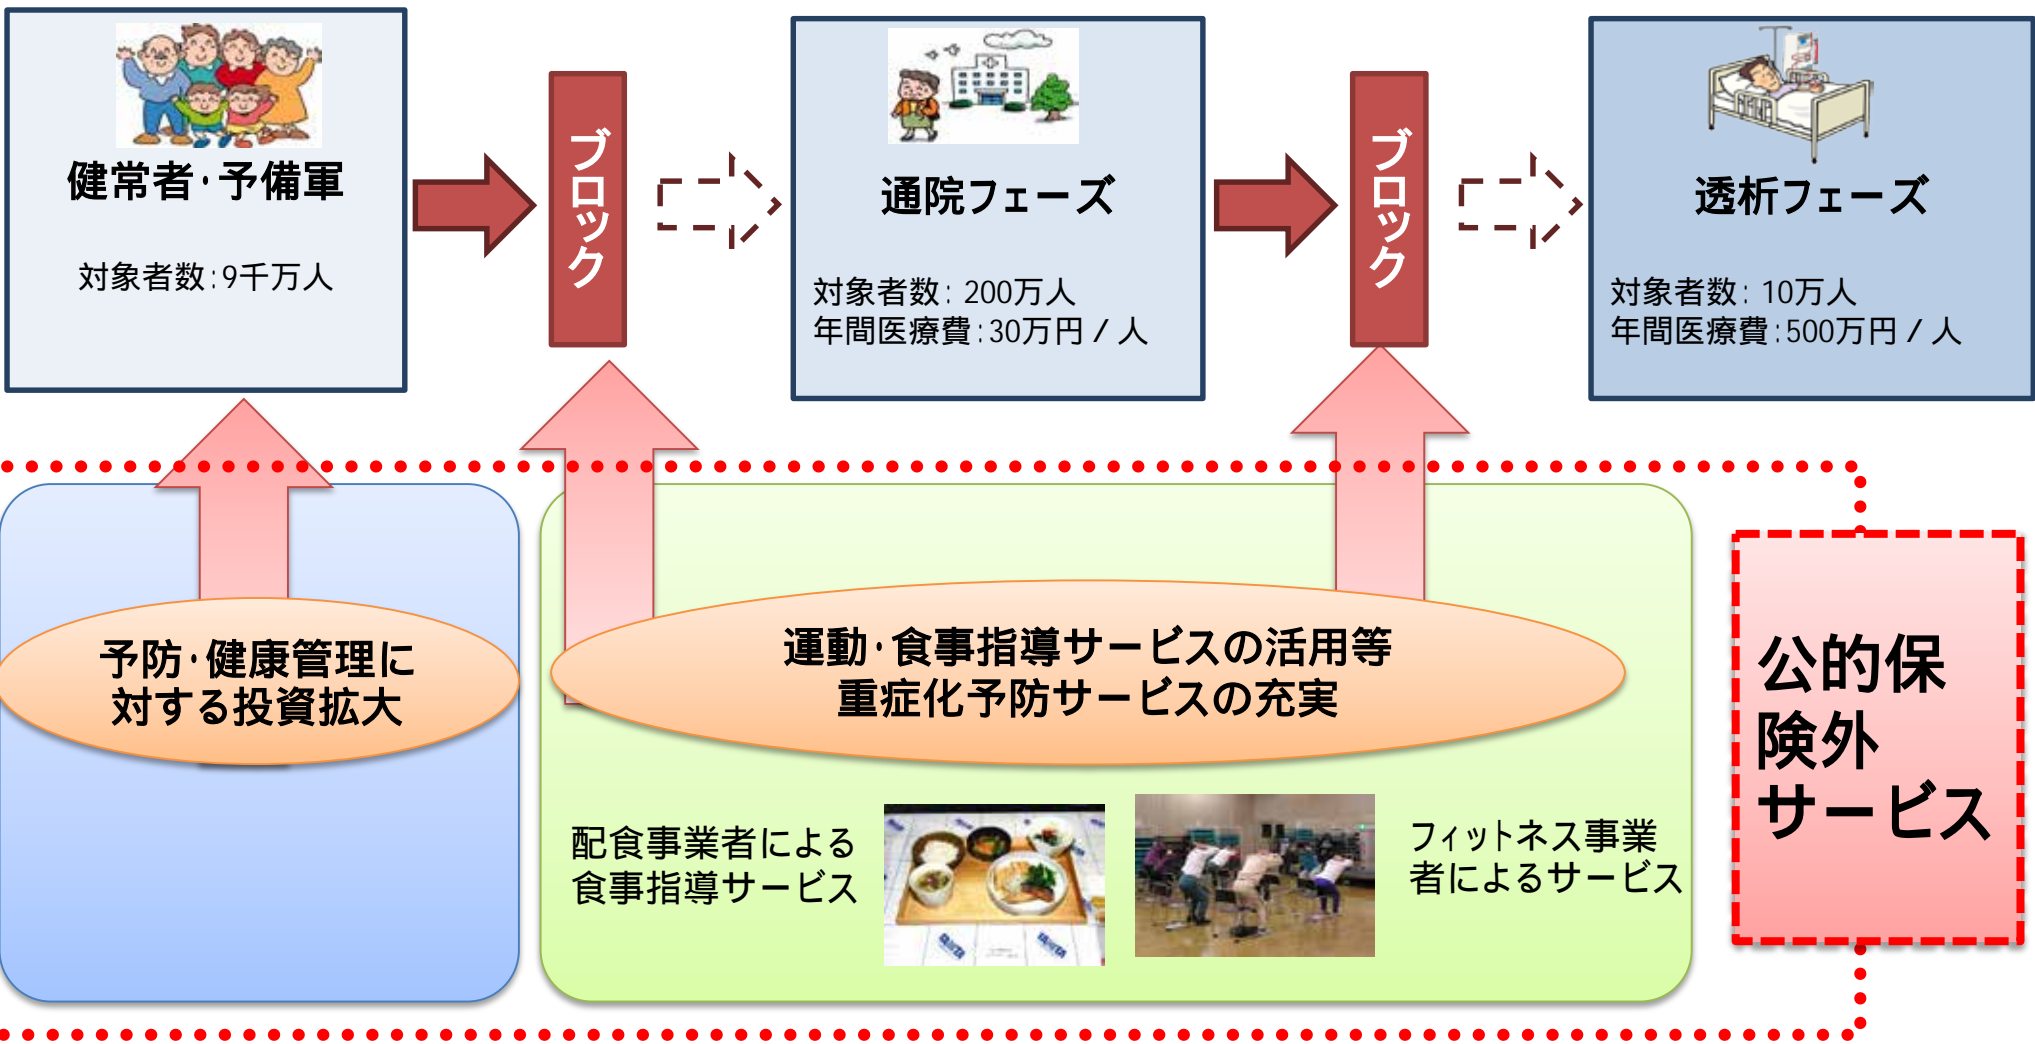 健常者・予備軍
対象者数:9千万人
ブロック
通院フェーズ
対象者数: 200万人
年間医療費:30万円 / 人
ブロック
透析フェーズ
対象者数: 10万人
年間医療費:500万円 / 人
予防・健康管理に
対する投資拡大
運動・食事指導サービスの活用等
重症化予防サービスの充実
配食事業者による
食事指導サービス
TANITA
TANITA
フィットネス事業
者によるサービス
公的保
険外
サービス